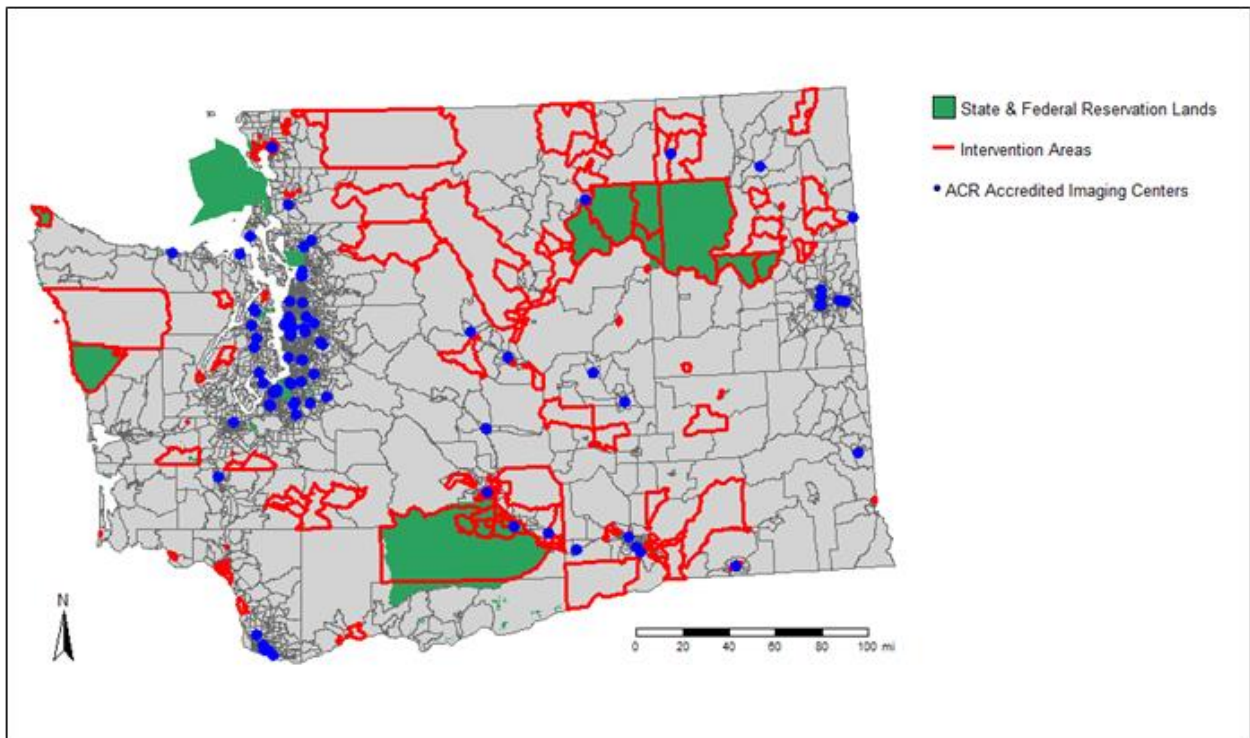 State & Federal Reservation Lands
Intervention Areas
ACR Accredited Imaging Centers
N
0 20 40 60 80 100 mi